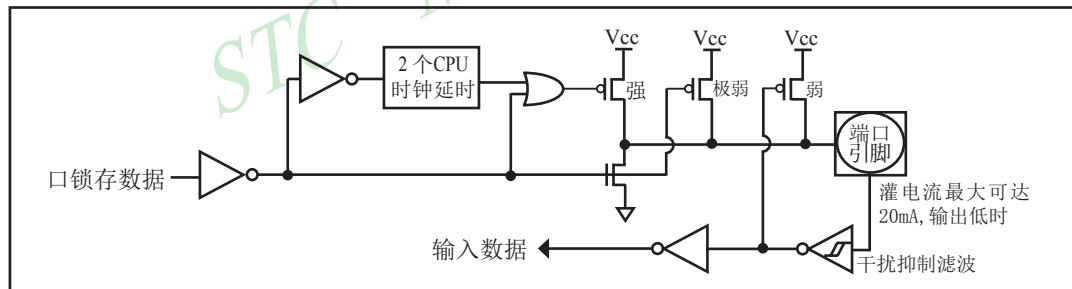 STC
Vcc
Vcc
Vcc
2 个CPU
时钟延时
强
极弱
弱
端口
引脚
口锁存数据
灌电流最大可达
20mA,输出低时
输入数据
干扰抑制滤波